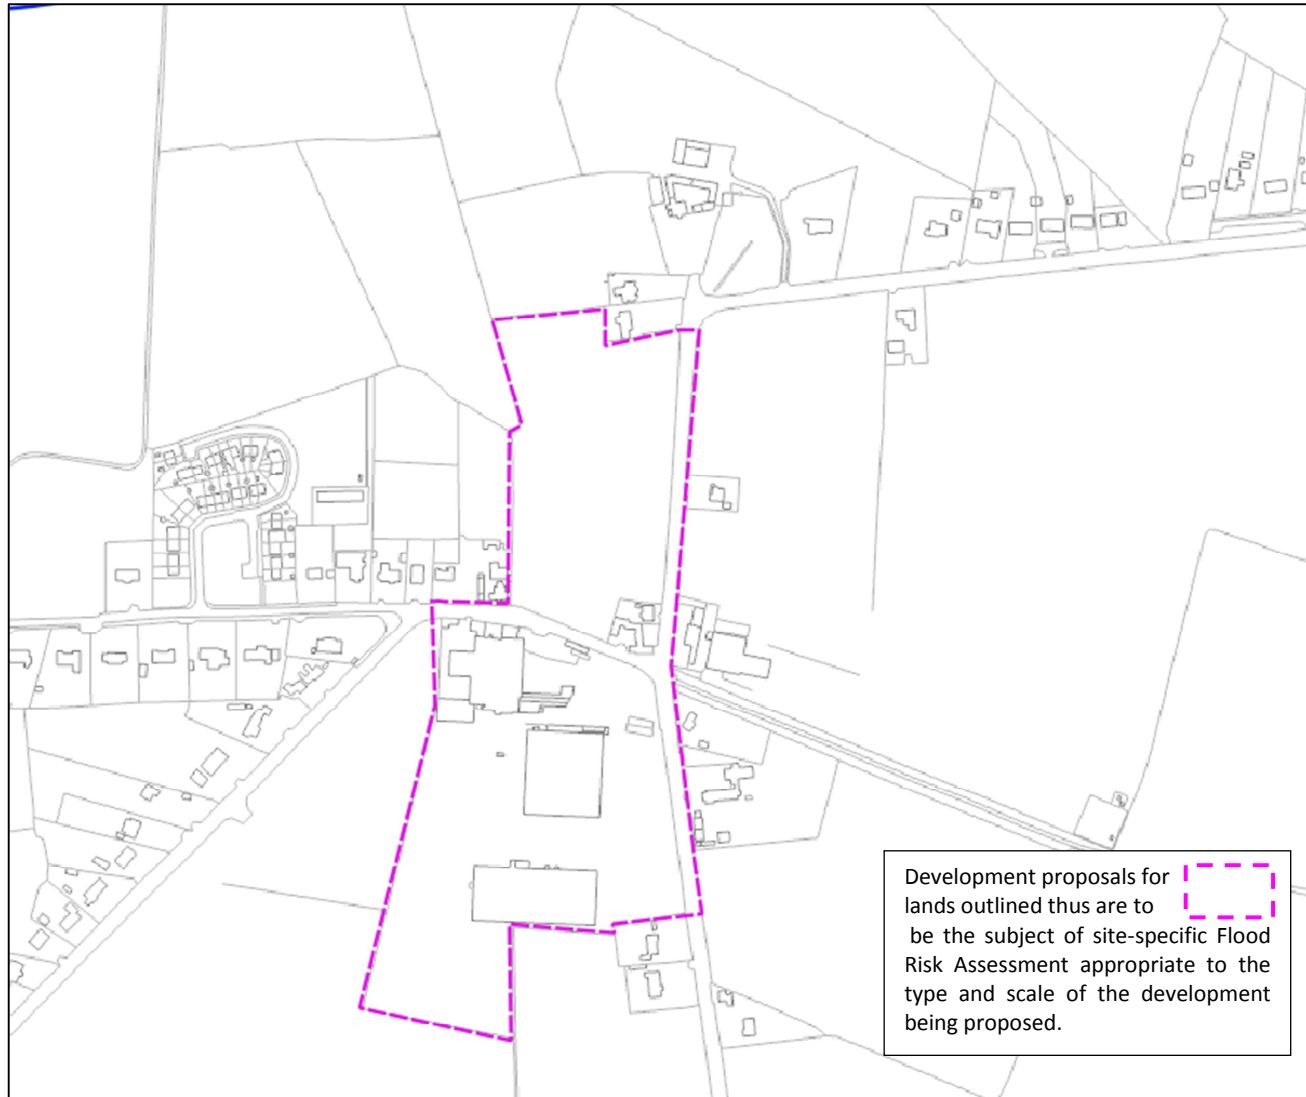 Development proposals for
lands outlined thus are to
be the subject of site-specific Flood
Risk Assessment appropriate to the
type and scale of the development
being proposed.